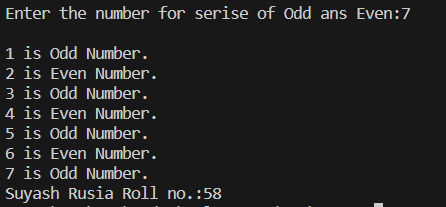 Enter the number for serise of Odd ans Even:7
1 is Odd Number.
2 is Even Number.
3 is Odd Number.
4 is Even Number.
5 is Odd Number.
6 is Even Number.
7 is Odd Number.
Suyash Rusia Roll no.:58